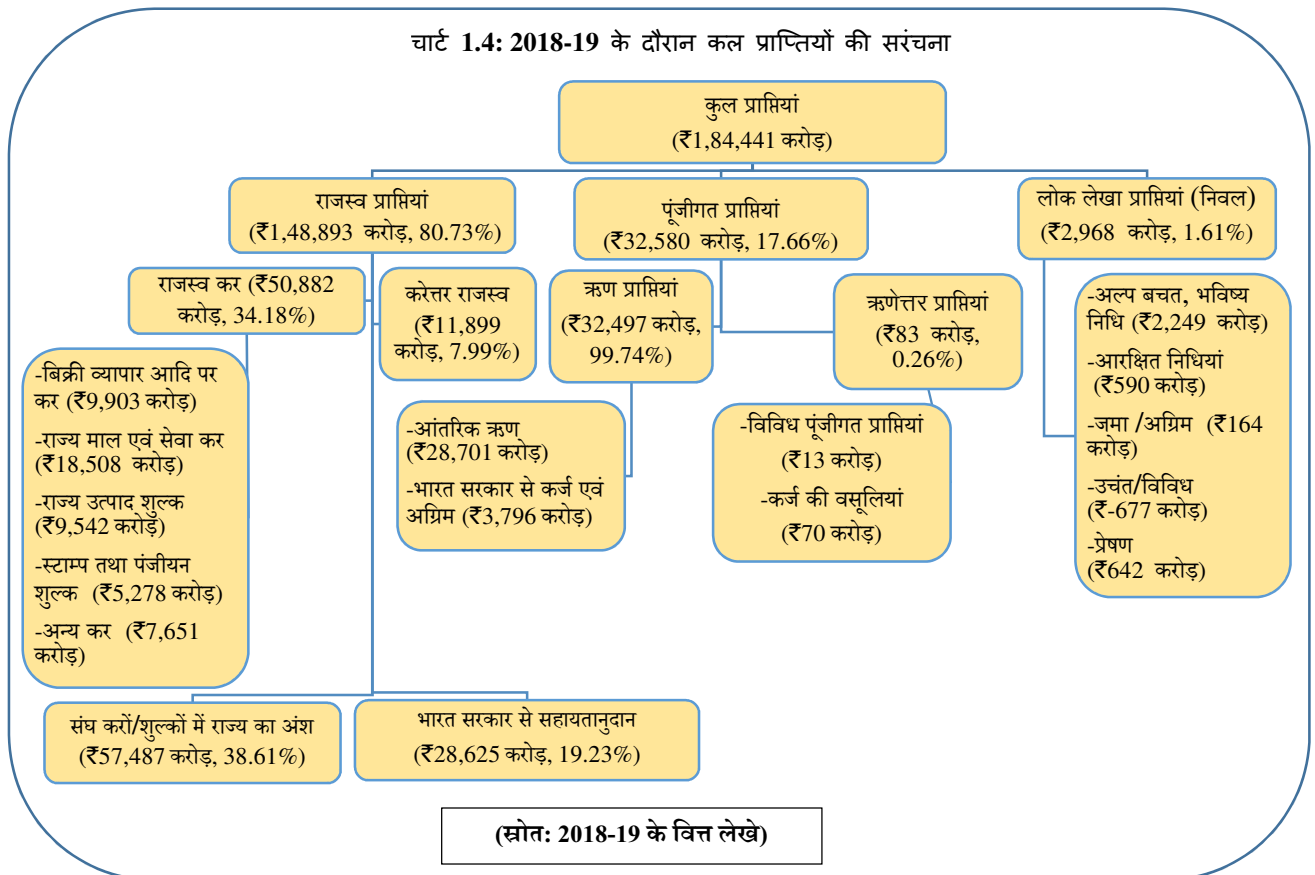 चार्ट 1.4: 2018-19 के दौरान कल प्राप्तियों की सरंचना
कुल प्राप्तियां
(₹1,84,441 करोड़)
राजस्व प्राप्तियां
(₹1,48,893 करोड़, 80.73%)
पूंजीगत प्राप्तियां
(₹32,580 करोड़, 17.66%)
लोक लेखा प्राप्तियां (निवल)
(₹2,968 करोड़, 1.61%)
राजस्व कर (₹50,882
करोड़, 34.18%)
करेत्तर राजस्व
(₹11,899
करोड़, 7.99%)
ऋण प्राप्तियां
(₹32,497 करोड़,
99.74%)
ऋणेत्तर प्राप्तियां
(₹83 करोड़,
0.26%)
-बिक्री व्यापार आदि पर
कर (₹9,903 करोड़)
-राज्य माल एवं सेवा कर
(₹18,508 करोड़)
-राज्य उत्पाद शुल्क
(₹9,542 करोड़)
-स्टाम्प तथा पंजीयन
शुल्क (₹5,278 करोड़)
-अन्य कर (₹7,651
करोड़)
-आंतरिक ऋण
(₹28,701 करोड़)
-भारत सरकार से कर्ज एवं
अग्रिम (₹3,796 करोड़)
-विविध पूंजीगत प्राप्तियां
(₹13 करोड़)
-कर्ज की वसूलियां
(₹70 करोड़)
-अल्प बचत, भविष्य
निधि (₹2,249 करोड़)
-आरक्षित निधियां
(₹590 करोड़)
-जमा /अग्रिम (₹164
करोड़)
-उचंत/विविध
(₹-677 करोड़)
-प्रेषण
(₹642 करोड़)
संघ करों/शुल्कों में राज्य का अंश
(₹57,487 करोड़, 38.61%)
भारत सरकार से सहायतानुदान
(₹28,625 करोड़, 19.23%)
(स्रोत: 2018-19 के वित्त लेखे)